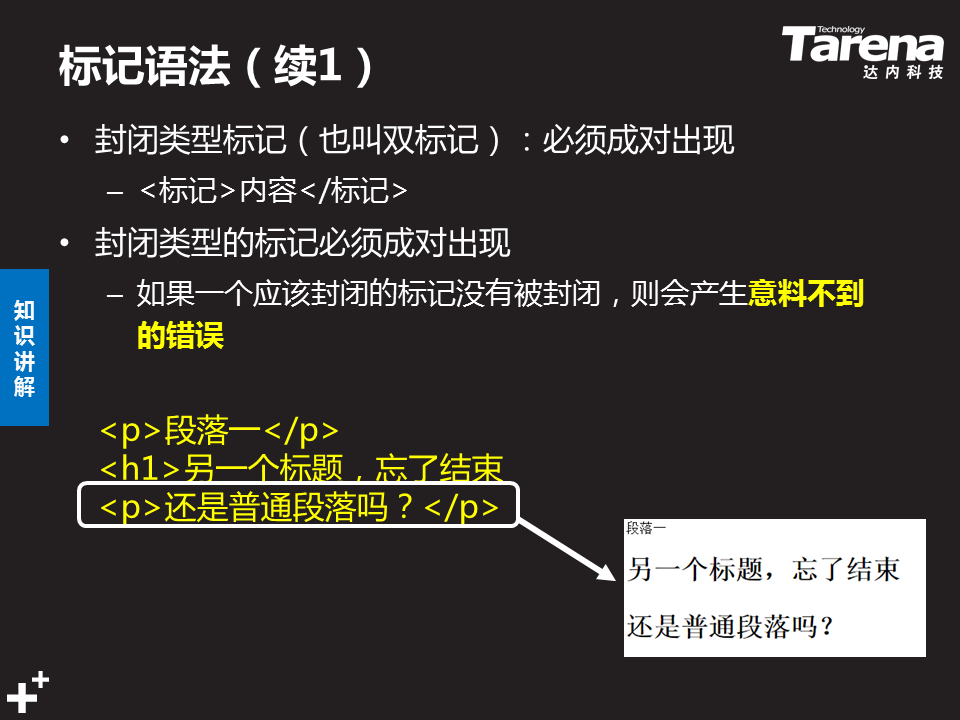 标记语法（续1）
Technology
Tarena
达内科技
• 封闭类型标记（也叫双标记）：必须成对出现
– <标记>内容</标记>
• 封闭类型的标记必须成对出现
– 如果一个应该封闭的标记没有被封闭，则会产生意料不到
的错误
知
识
讲
解
<p>段落一</p>
<h1>另一个标题，忘了结束
<p>还是普通段落吗？</p>
段落一
另一个标题，忘了结束
还是普通段落吗？